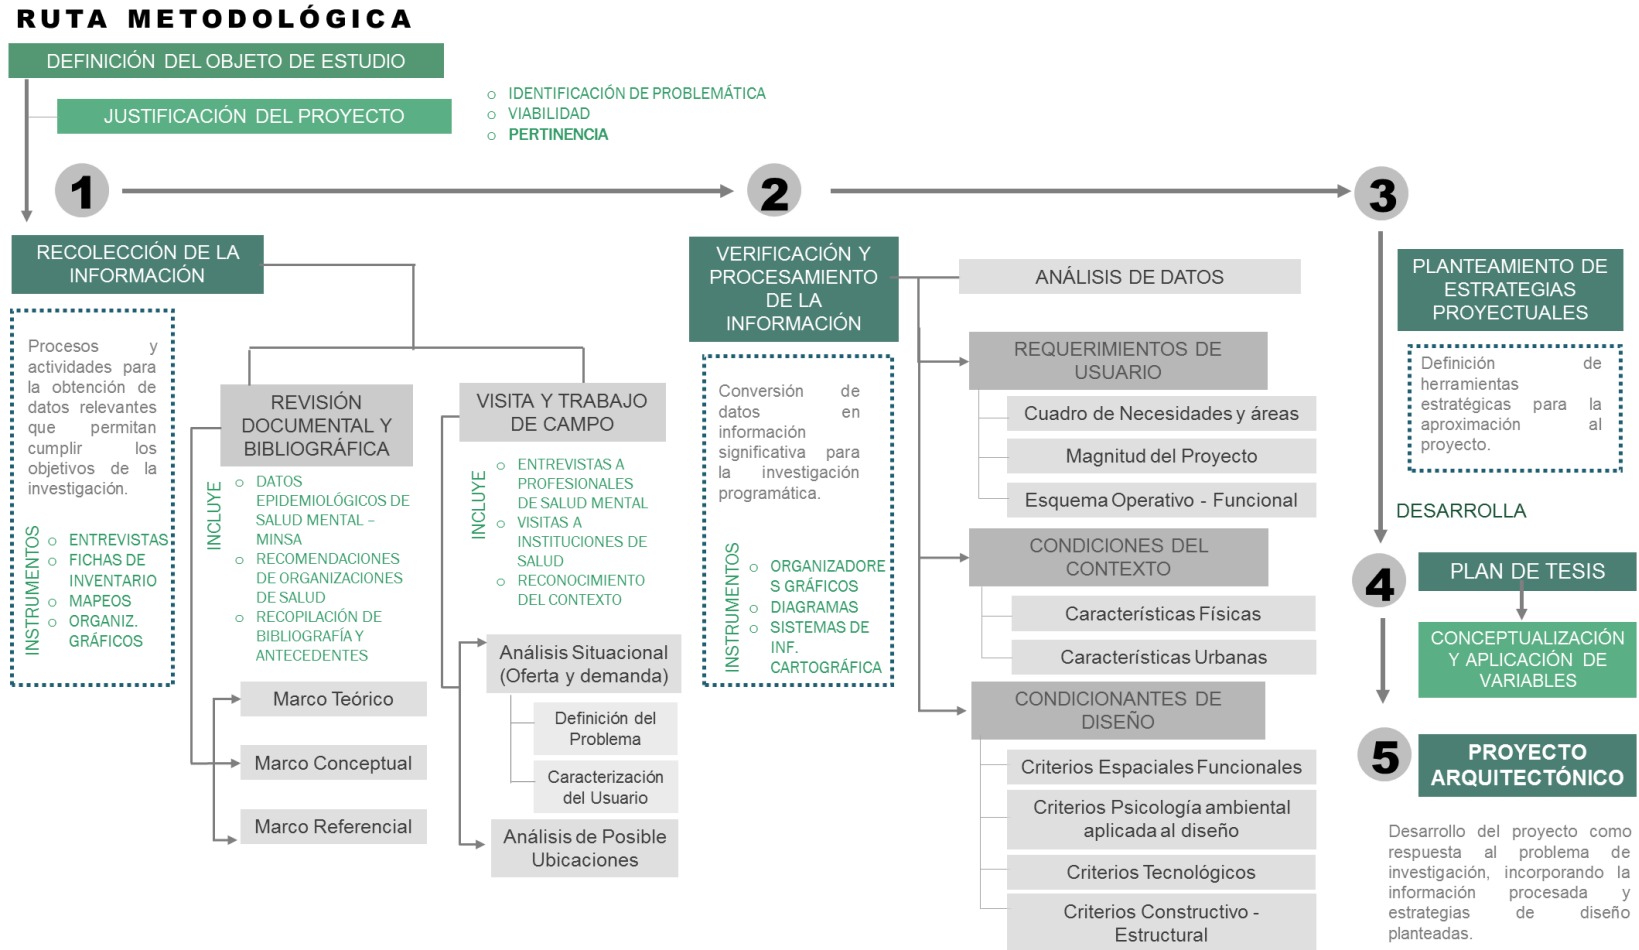 RUTA METODOLÓGICA
DEFINICIÓN DEL OBJETO DE ESTUDIO
JUSTIFICACIÓN DEL PROYECTO
o IDENTIFICACIÓN DE PROBLEMÁTICA
o VIABILIDAD
o PERTINENCIA
1
2
3
RECOLECCIÓN DE LA
INFORMACIÓN
Procesos y
actividades para
la obtención de
datos relevantes
que permitan
cumplir los
objetivos de la
investigación.
INSTRUMENTOS
o ENTREVISTAS
o FICHAS DE
INVENTARIO
o MAPEOS
o ORGANIZ.
GRÁFICOS
REVISIÓN
DOCUMENTAL Y
BIBLIOGRÁFICA
INCLUYE
o DATOS
EPIDEMIOLÓGICOS DE
SALUD MENTAL –
MINSA
o RECOMENDACIONES
DE ORGANIZACIONES
DE SALUD
o RECOPILACIÓN DE
BIBLIOGRAFÍA Y
ANTECEDENTES
Marco Teórico
Marco Conceptual
Marco Referencial
VISITA Y TRABAJO
DE CAMPO
INCLUYE
o ENTREVISTAS A
PROFESIONALES
DE SALUD MENTAL
o VISITAS A
INSTITUCIONES DE
SALUD
o RECONOCIMIENTO
DEL CONTEXTO
Análisis Situacional
(Oferta y demanda)
Definición del
Problema
Caracterización
del Usuario
Análisis de Posible
Ubicaciones
VERIFICACIÓN Y
PROCESAMIENTO
DE LA
INFORMACIÓN
Conversión de
datos en
información
significativa para
la investigación
programática.
INSTRUMENTOS
o ORGANIZADORE
S GRÁFICOS
o DIAGRAMAS
o SISTEMAS DE
INF.
CARTOGRÁFICA
ANÁLISIS DE DATOS
REQUERIMIENTOS DE
USUARIO
Cuadro de Necesidades y áreas
Magnitud del Proyecto
Esquema Operativo - Funcional
CONDICIONES DEL
CONTEXTO
Características Físicas
Características Urbanas
CONDICIONANTES DE
DISEÑO
Criterios Espaciales Funcionales
Criterios Psicología ambiental
aplicada al diseño
Criterios Tecnológicos
Criterios Constructivo -
Estructural
PLANTEAMIENTO DE
ESTRATEGIAS
PROYECTUALES
Definición de
herramientas
estratégicas para la
aproximación al
proyecto.
DESARROLLA
4
PLAN DE TESIS
CONCEPTUALIZACIÓN
Y APLICACIÓN DE
VARIABLES
5
PROYECTO
ARQUITECTÓNICO
Desarrollo del proyecto como
respuesta al problema de
investigación, incorporando la
información procesada y
estrategias de diseño
planteadas.